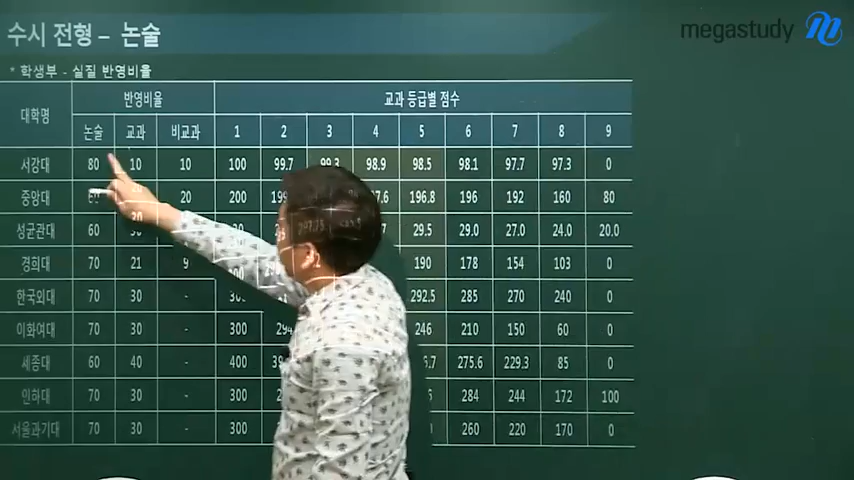 수시 전형 – 논술
megastudy
* 학생부 - 실질 반영비율
대학명 반영비율 교과 등급별 점수
논술 교과 비교과 1 2 3 4 5 6 7 8 9
서강대 80 10 10 100 99.7 99.3 98.9 98.5 98.1 97.7 97.3 0
중앙대 20 200 196.8 196 192 160 80
성균관대 60 29.5 29.0 27.0 24.0 20.0
경희대 70 21 9 190 178 154 103 0
한국외대 70 30 - 292.5 285 270 240 0
이화여대 70 30 - 300 246 210 150 60 0
세종대 60 40 - 400 275.6 229.3 85 0
인하대 70 30 - 300 284 244 172 100
서울과기대 70 30 - 300 260 220 170 0